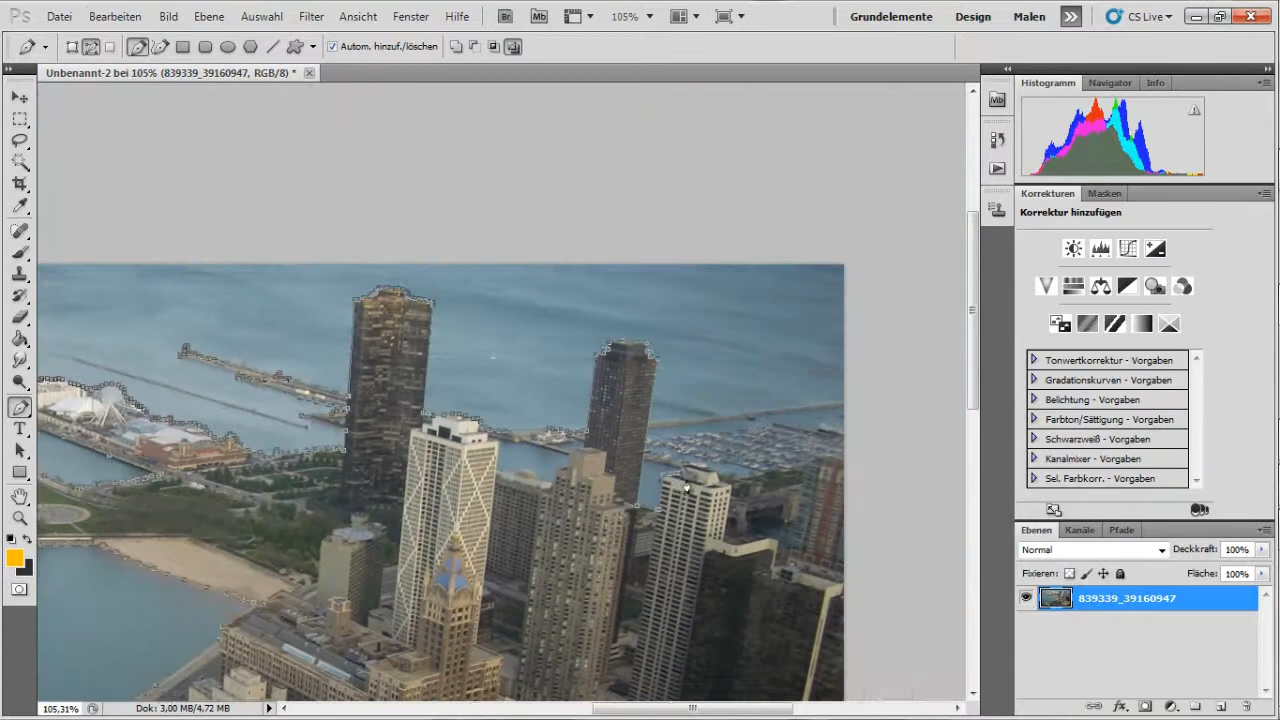 Ps Datei Bearbeiten Bild Ebene Auswahl Filter Ansicht Fenster Hilfe Br Mb 105% Grundelemente Design Malen CS Live
Autom. hinzuf./löschen
Unbenannt-2 bei 105% (839339_39160947, RGB/8) *
Histogramm Navigator Info
Mb
Korrekturen Masken
Korrektur hinzufügen
Tonwertkorrektur - Vorgaben
Gradationskurven - Vorgaben
Belichtung - Vorgaben
Farbton/Sättigung - Vorgaben
Schwarzweiß - Vorgaben
Kanalmixer - Vorgaben
Sel. Farbkorr. - Vorgaben
Ebenen Kanäle Pfade
Normal Deckkraft: 100%
Fixieren: Fläche: 100%
839339_39160947
105,31% Dok: 3,00 MB/4,72 MB